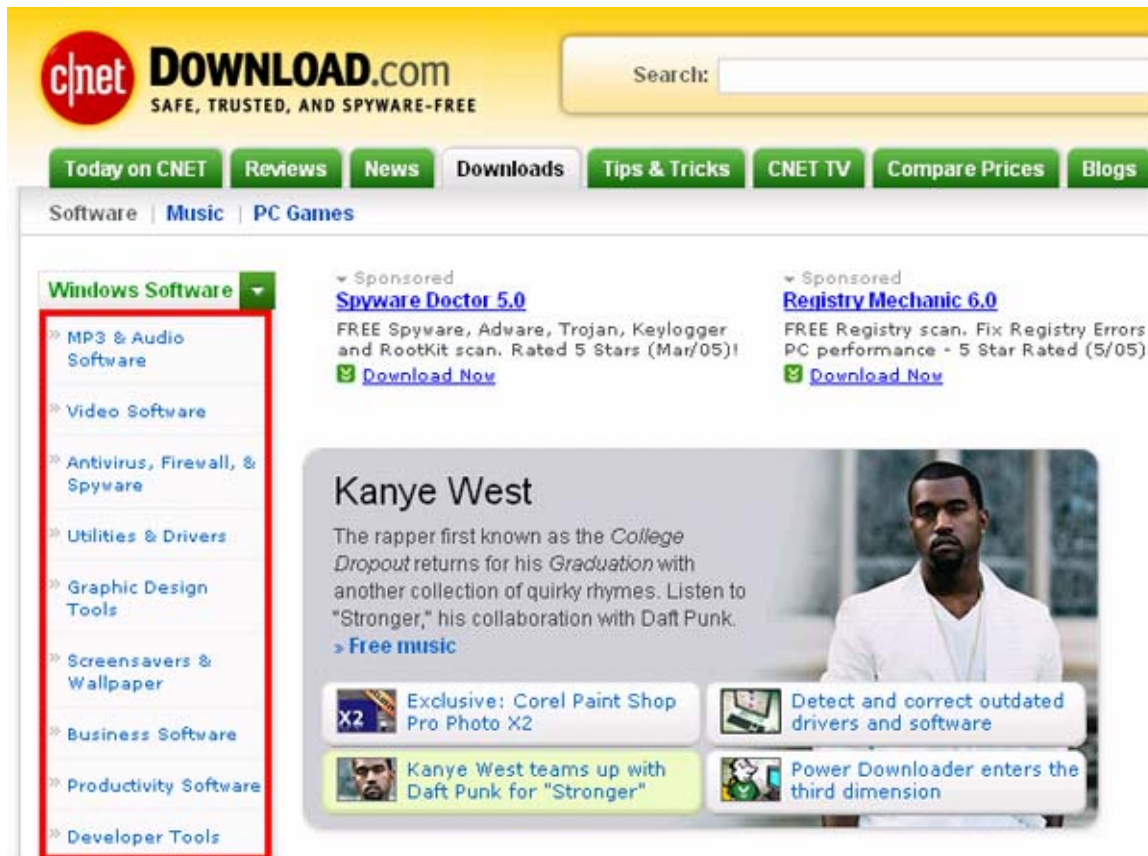 c|net DOWNLOAD.com
SAFE, TRUSTED, AND SPYWARE-FREE
Search:
Today on CNET Reviews News Downloads Tips & Tricks CNET TV Compare Prices Blogs
Software | Music | PC Games
Windows Software
» MP3 & Audio
Software
» Video Software
» Antivirus, Firewall, &
Spyware
» Utilities & Drivers
» Graphic Design
Tools
» Screensavers &
Wallpaper
» Business Software
» Productivity Software
» Developer Tools
Sponsored
Spyware Doctor 5.0
FREE Spyware, Adware, Trojan, Keylogger
and RootKit scan. Rated 5 Stars (Mar/05)!
Download Now
Sponsored
Registry Mechanic 6.0
FREE Registry scan. Fix Registry Errors
PC performance - 5 Star Rated (5/05)
Download Now
Kanye West
The rapper first known as the College
Dropout returns for his Graduation with
another collection of quirky rhymes. Listen to
"Stronger," his collaboration with Daft Punk.
» Free music
X2
Exclusive: Corel Paint Shop
Pro Photo X2
Detect and correct outdated
drivers and software
Kanye West teams up with
Daft Punk for "Stronger"
Power Downloader enters the
third dimension